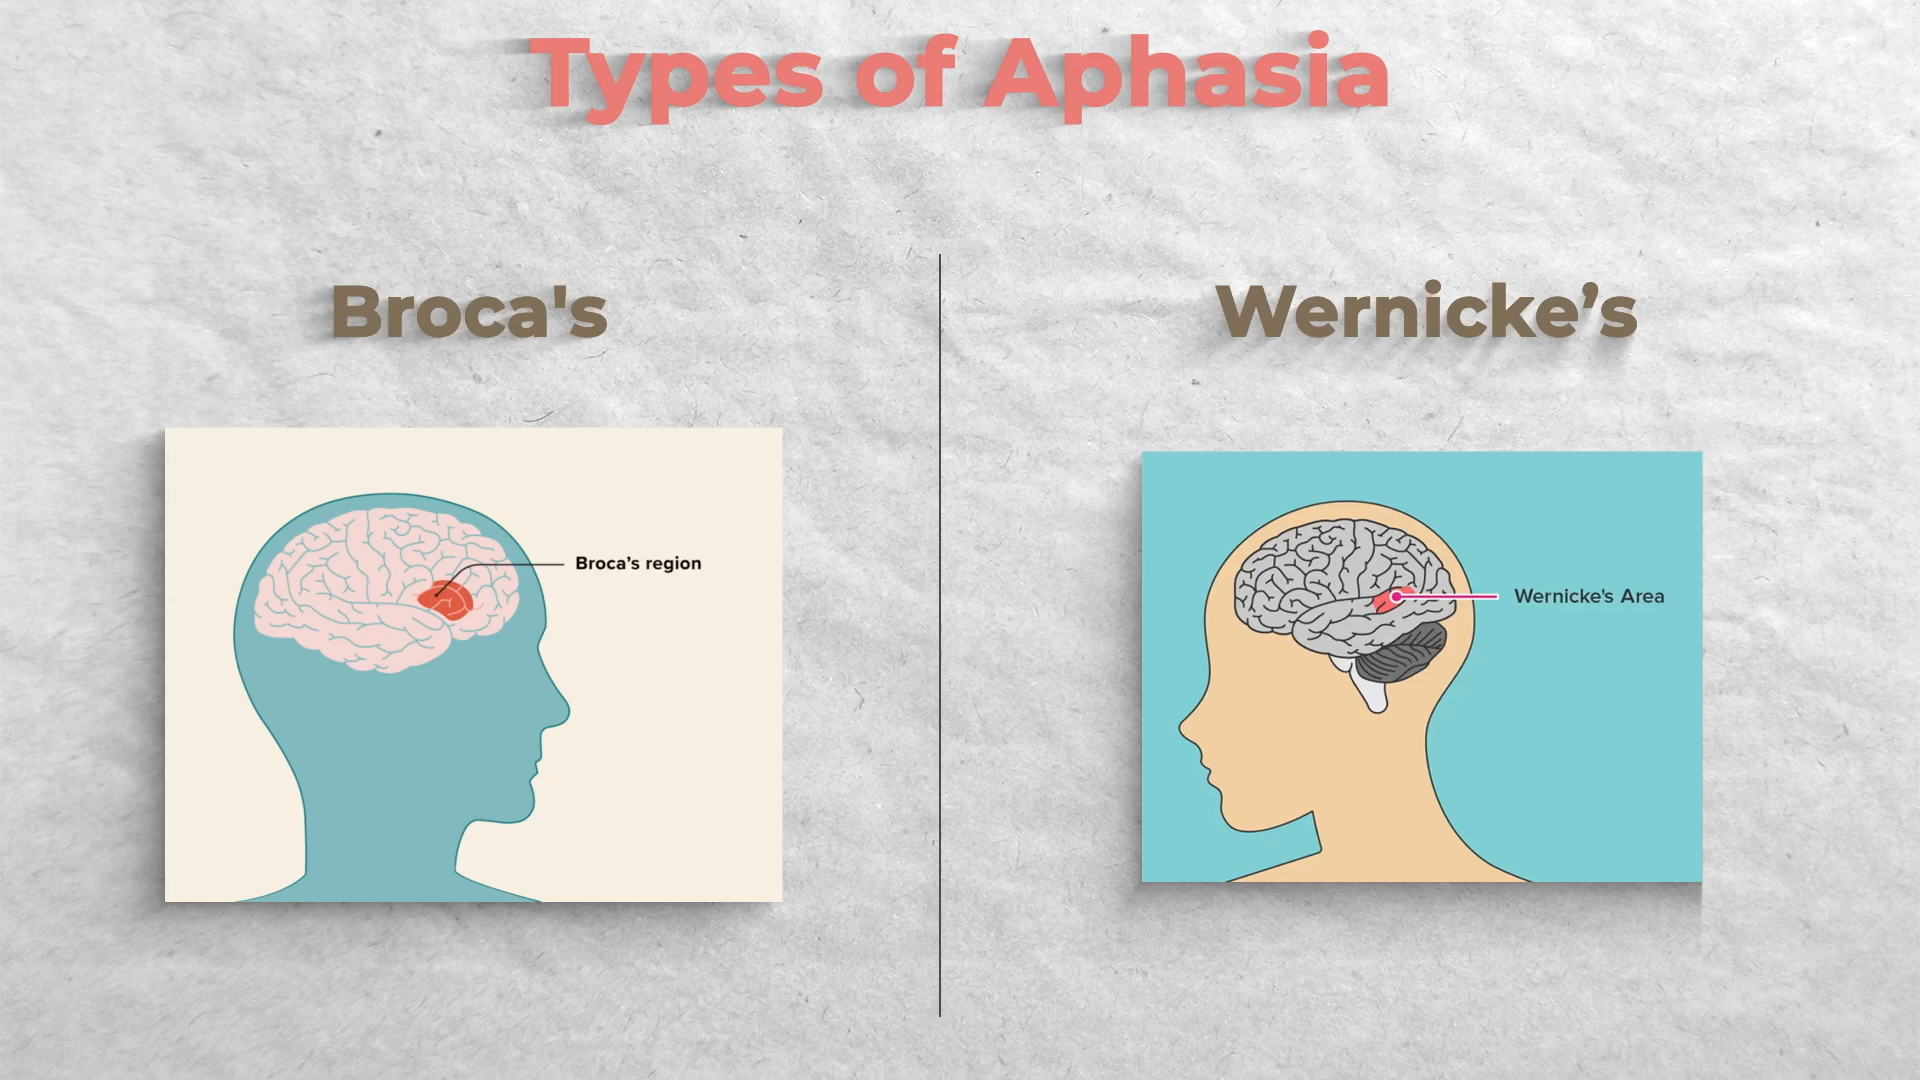 Types of Aphasia
Broca's
Wernicke’s
Broca’s region
Wernicke's Area